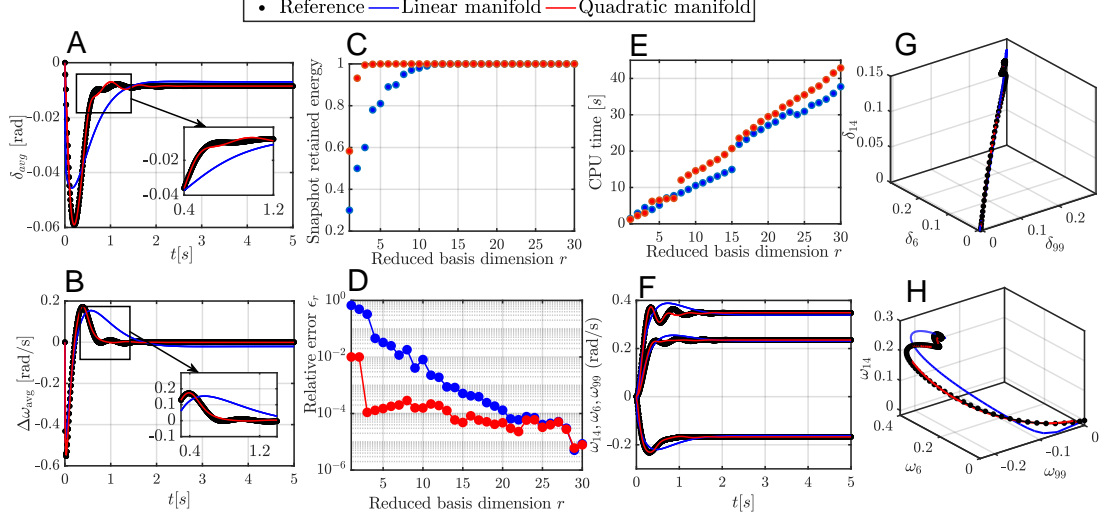 Reference Linear manifold Quadratic manifold
A
0
-0.02
-0.04
-0.06
δavg [rad]
-0.02
-0.04
0.4 1.2
0 1 2 3 4 5
t[s]
C
1
0.8
0.6
0.4
0.2
Snapshot retained energy
5 10 15 20 25 30
Reduced basis dimension r
E
40
30
20
10
0
CPU time [s]
5 10 15 20 25 30
Reduced basis dimension r
G
0.15
0.1
0.05
0
δ14
0.2
0.1
0
δ6
0
0.1
0.2
δ99
B
0.2
0
-0.2
-0.4
-0.6
Δωavg [rad/s]
0.2
0.1
0
-0.1
0.4 0.8 1.2
0 1 2 3 4 5
t[s]
D
10^0
10^-2
10^-4
10^-6
Relative error ϵr
5 10 15 20 25 30
Reduced basis dimension r
F
0.4
0.2
0
-0.2
ω14, ω6, ω99 (rad/s)
0 1 2 3 4 5
t[s]
H
0.3
0.2
0.1
0
ω14
0.4
0.2
0
ω6
-0.2
-0.1
0
ω99